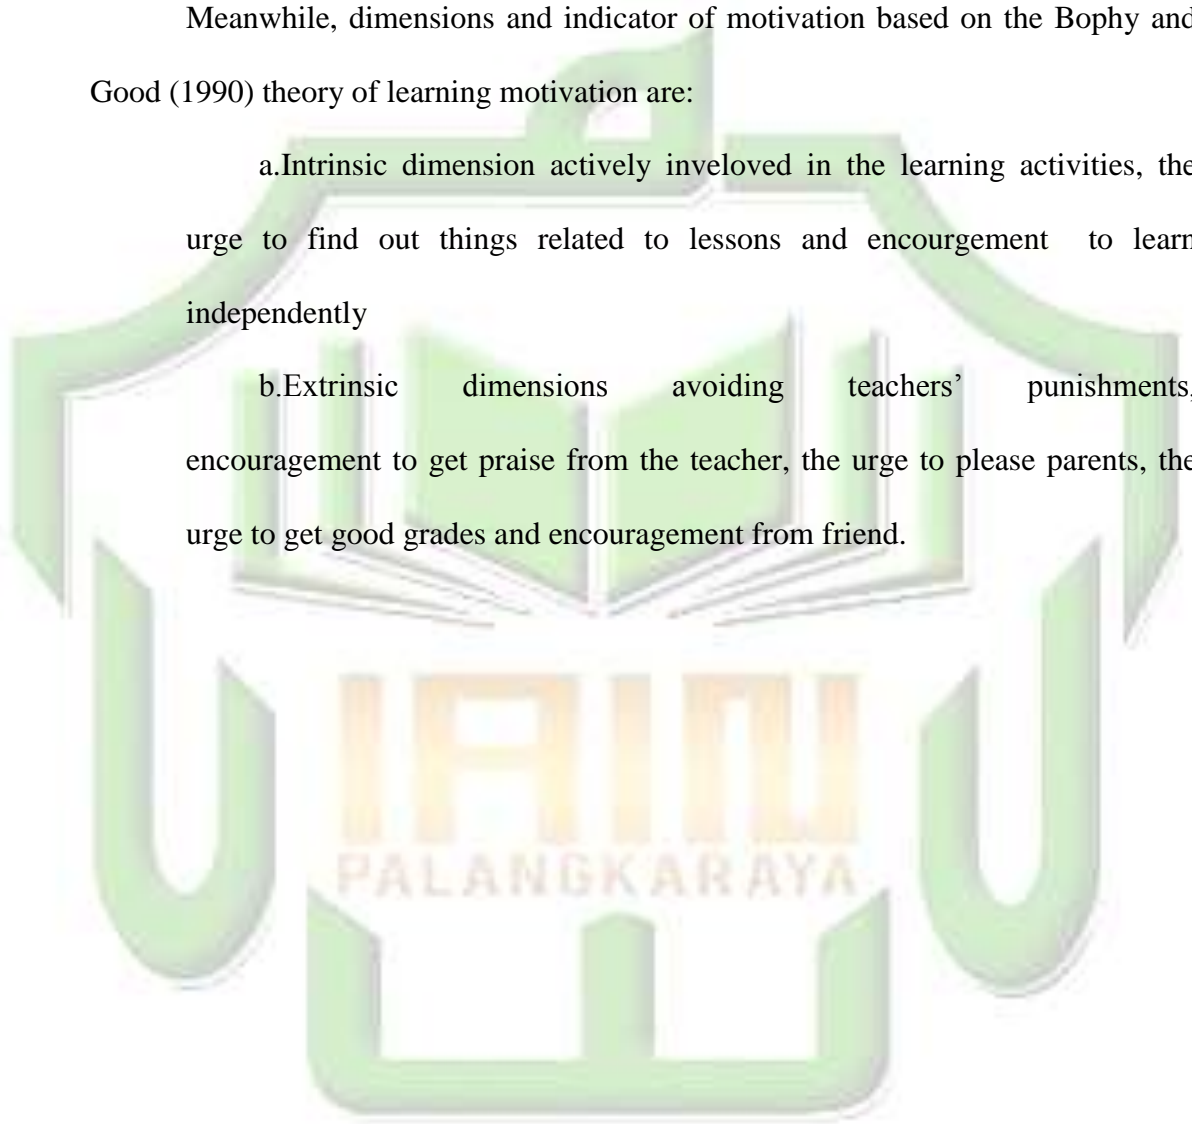 Meanwhile, dimensions and indicator of motivation based on the Bophy and
Good (1990) theory of learning motivation are:
a.Intrinsic dimension actively inveloved in the learning activities, the
urge to find out things related to lessons and encourgement to learn
independently
b.Extrinsic dimensions avoiding teachers’ punishments,
encouragement to get praise from the teacher, the urge to please parents, the
urge to get good grades and encouragement from friend.
IAIN
PALANGKARAYA